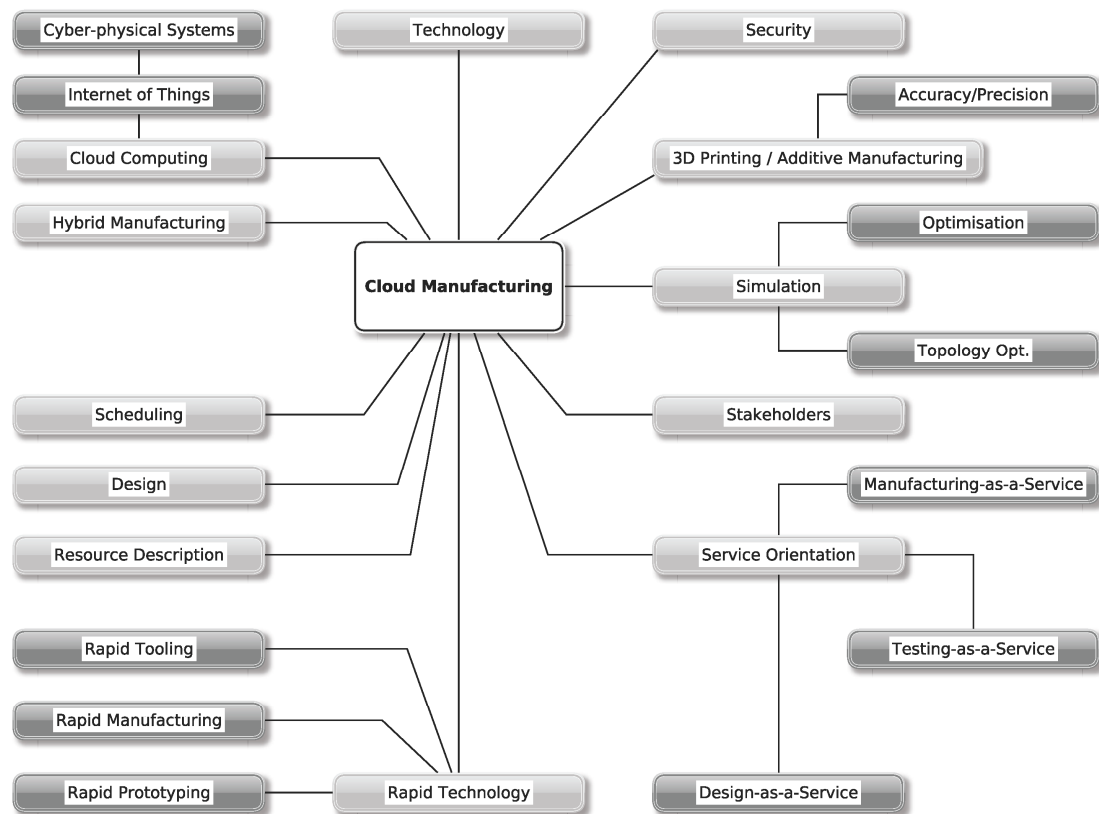 Cyber-physical Systems
Technology
Security
Internet of Things
Accuracy/Precision
Cloud Computing
3D Printing / Additive Manufacturing
Hybrid Manufacturing
Optimisation
Cloud Manufacturing
Simulation
Topology Opt.
Scheduling
Stakeholders
Design
Manufacturing-as-a-Service
Resource Description
Service Orientation
Rapid Tooling
Testing-as-a-Service
Rapid Manufacturing
Rapid Prototyping
Rapid Technology
Design-as-a-Service